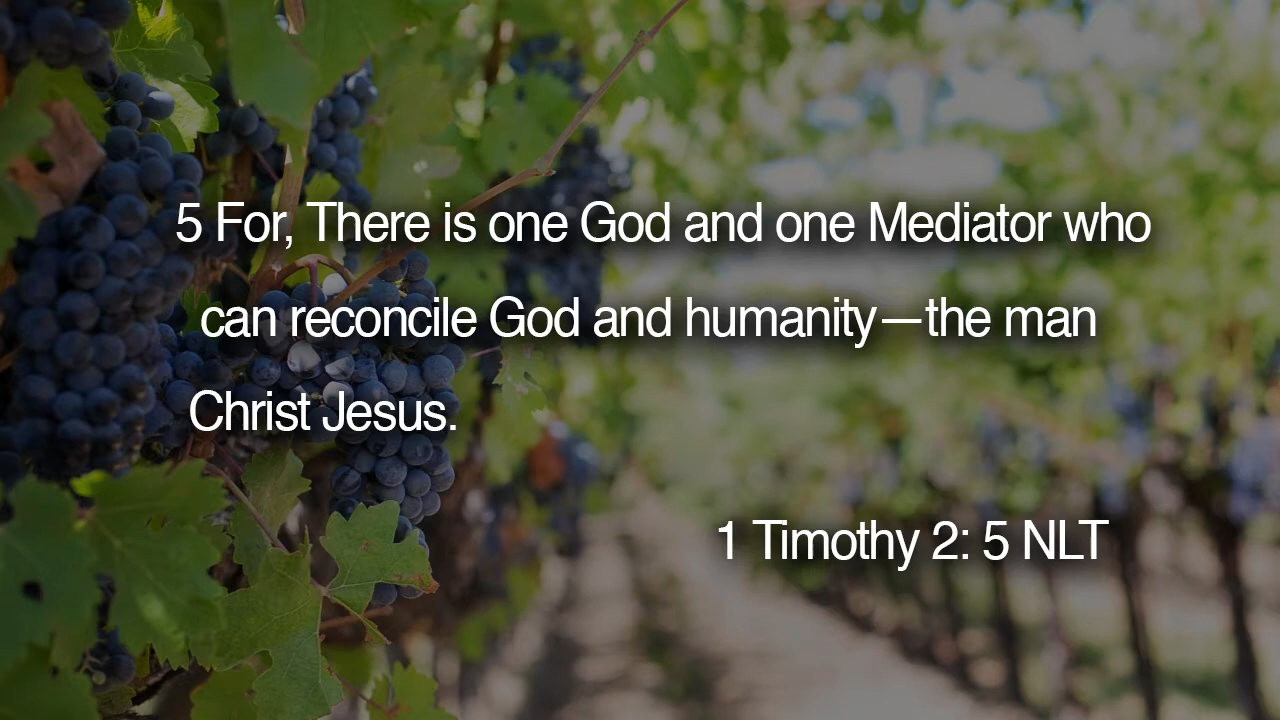 5 For, There is one God and one Mediator who
can reconcile God and humanity—the man
Christ Jesus.
1 Timothy 2: 5 NLT